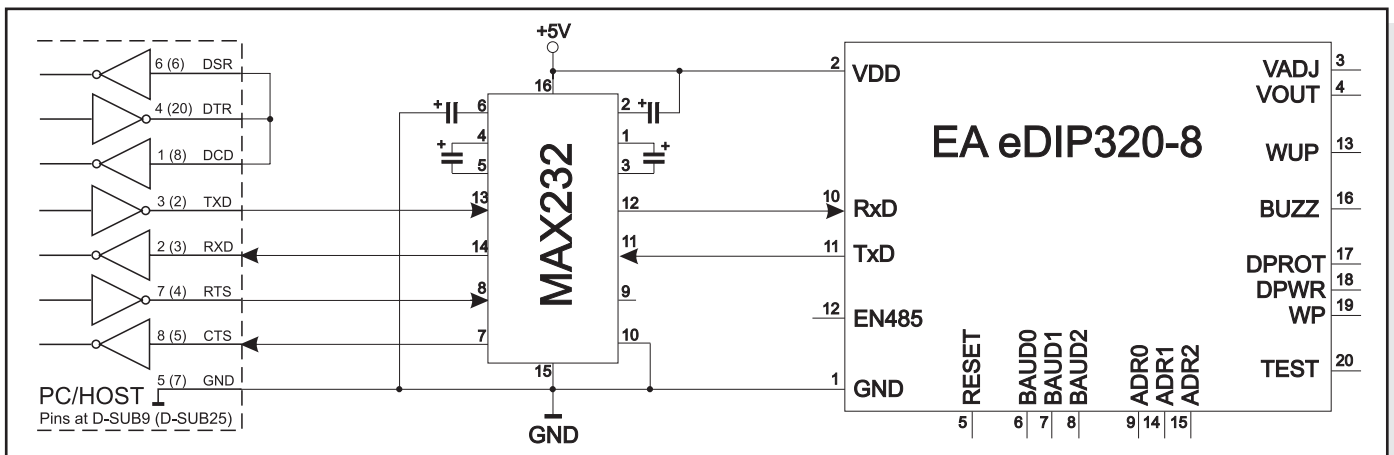 +5V
6 (6) DSR
4 (20) DTR
1 (8) DCD
3 (2) TXD
2 (3) RXD
7 (4) RTS
8 (5) CTS
5 (7) GND
PC/HOST
Pins at D-SUB9 (D-SUB25)
+
+
+
+
16
6
4
5
13
14
8
7
15
MAX232
2
1
3
12
11
9
10
GND
EA eDIP320-8
2 VDD
10 RxD
11 TxD
12 EN485
1 GND
RESET 5
BAUD0 6
BAUD1 7
BAUD2 8
ADR0 9
ADR1 14
ADR2 15
VADJ 3
VOUT 4
WUP 13
BUZZ 16
DPROT 17
DPWR 18
WP 19
TEST 20